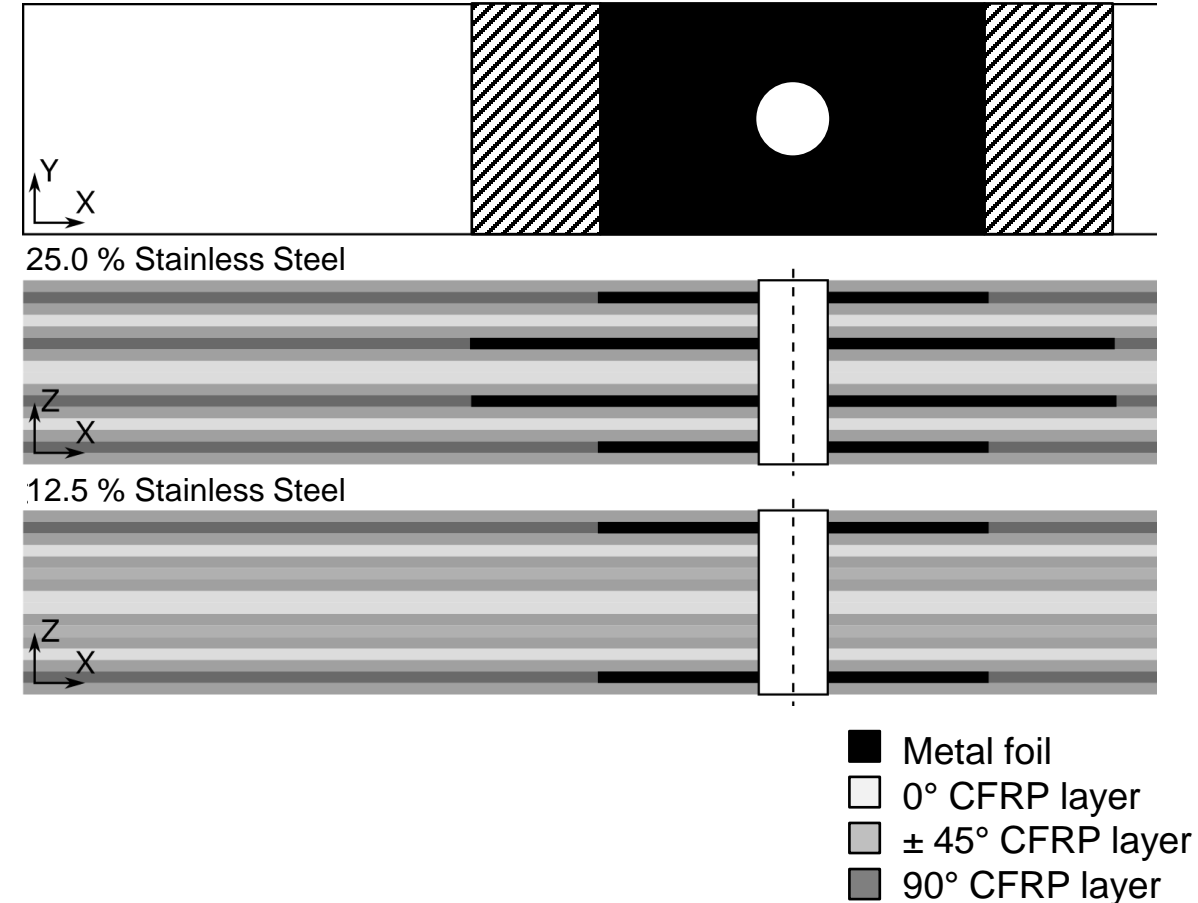 Y
X
25.0 % Stainless Steel
Z
X
12.5 % Stainless Steel
Z
X
Metal foil
0° CFRP layer
± 45° CFRP layer
90° CFRP layer